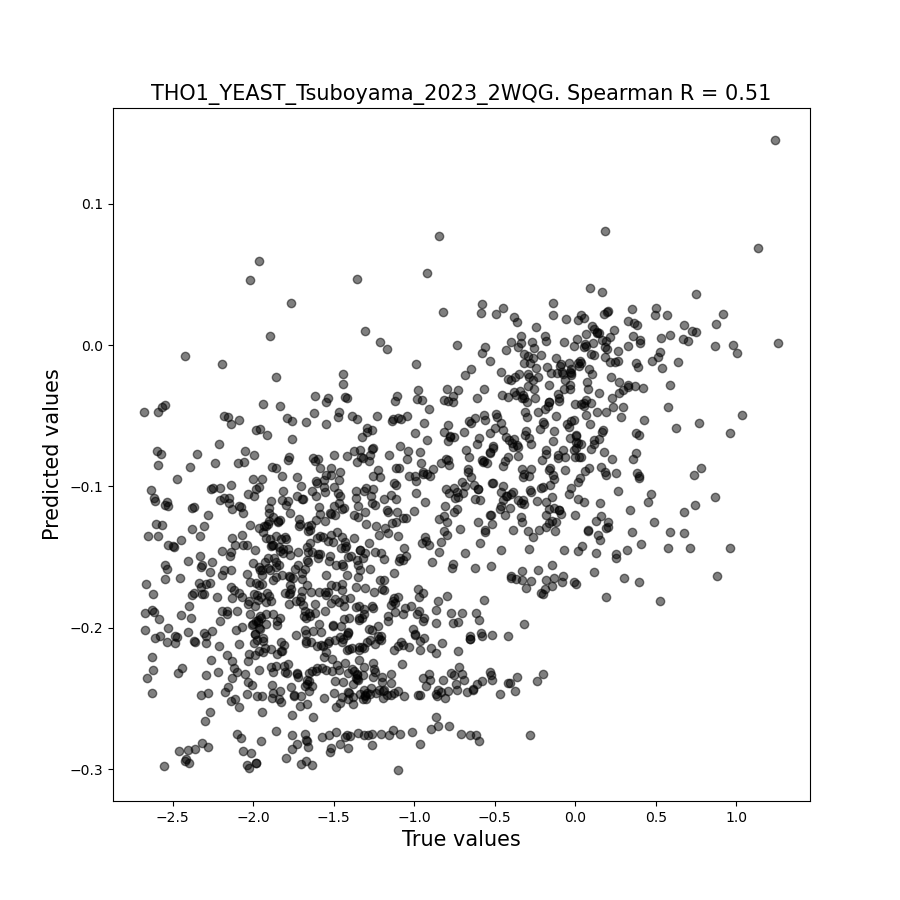 THO1_YEAST_Tsuboyama_2023_2WQG. Spearman R = 0.51
Predicted values
0.1
0.0
−0.1
−0.2
−0.3
−2.5 −2.0 −1.5 −1.0 −0.5 0.0 0.5 1.0
True values